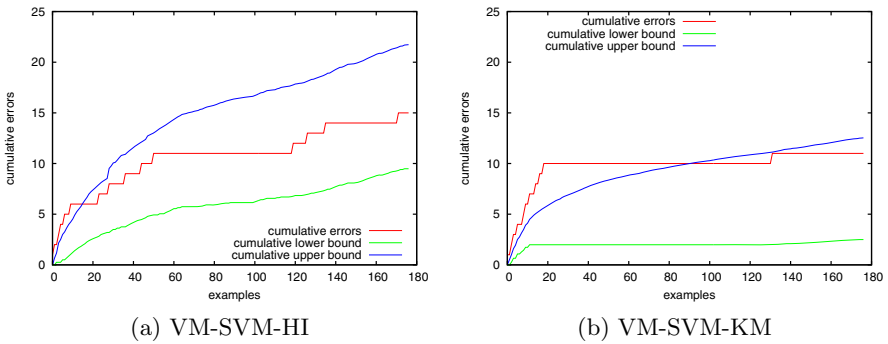 25
20
15
10
5
0
cumulative errors
0 20 40 60 80 100 120 140 160 180
examples
cumulative errors
cumulative lower bound
cumulative upper bound
(a) VM-SVM-HI
25
20
15
10
5
0
cumulative errors
0 20 40 60 80 100 120 140 160 180
examples
cumulative errors
cumulative lower bound
cumulative upper bound
(b) VM-SVM-KM